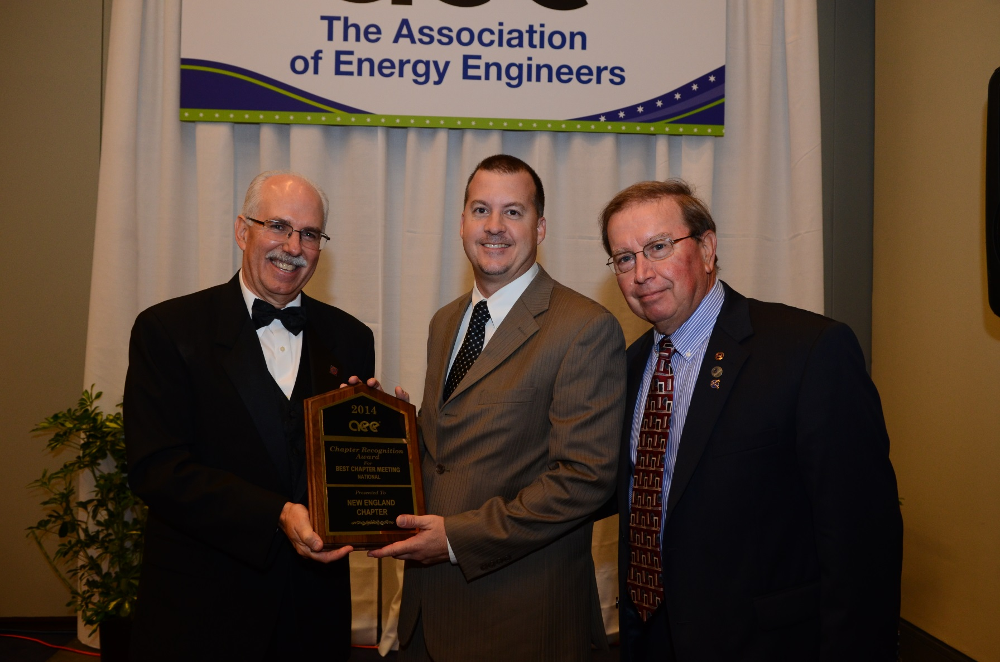 aee
The Association
of Energy Engineers
2014
aee
Chapter Recognition
Award
For
BEST CHAPTER MEETING
NATIONAL
Presented To
NEW ENGLAND
CHAPTER